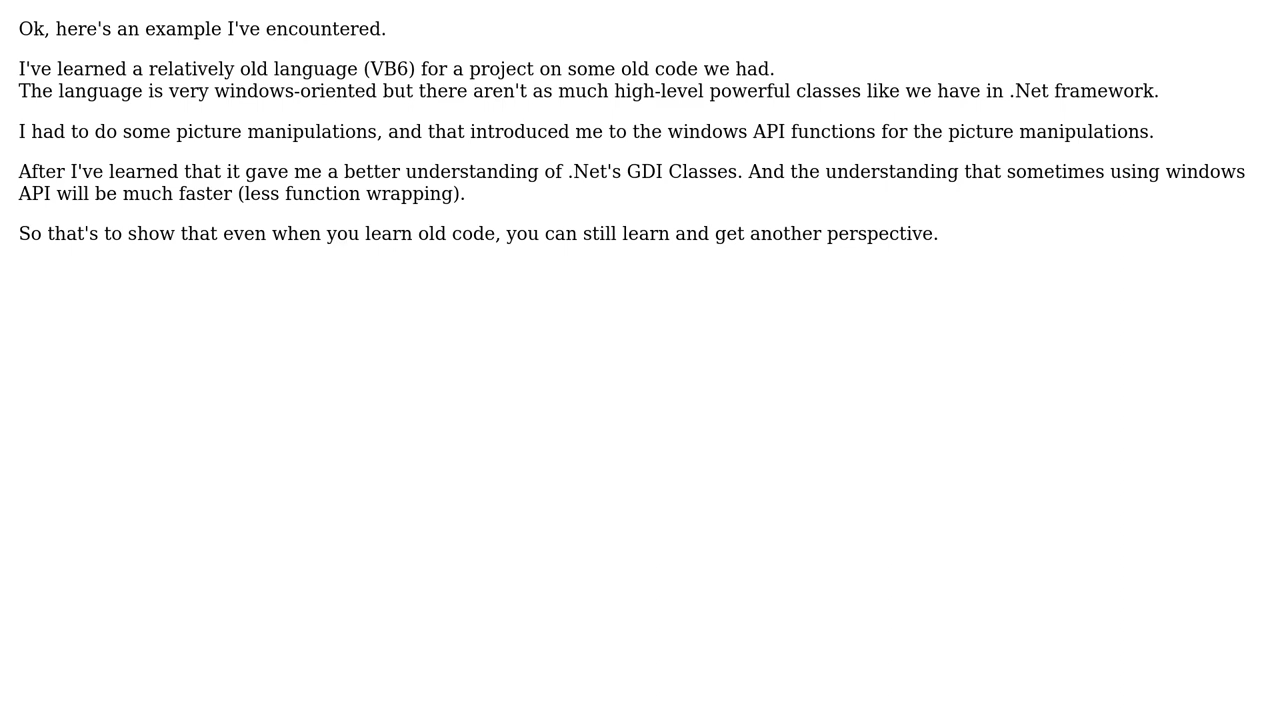 Ok, here's an example I've encountered.
I've learned a relatively old language (VB6) for a project on some old code we had.
The language is very windows-oriented but there aren't as much high-level powerful classes like we have in .Net framework.
I had to do some picture manipulations, and that introduced me to the windows API functions for the picture manipulations.
After I've learned that it gave me a better understanding of .Net's GDI Classes. And the understanding that sometimes using windows
API will be much faster (less function wrapping).
So that's to show that even when you learn old code, you can still learn and get another perspective.